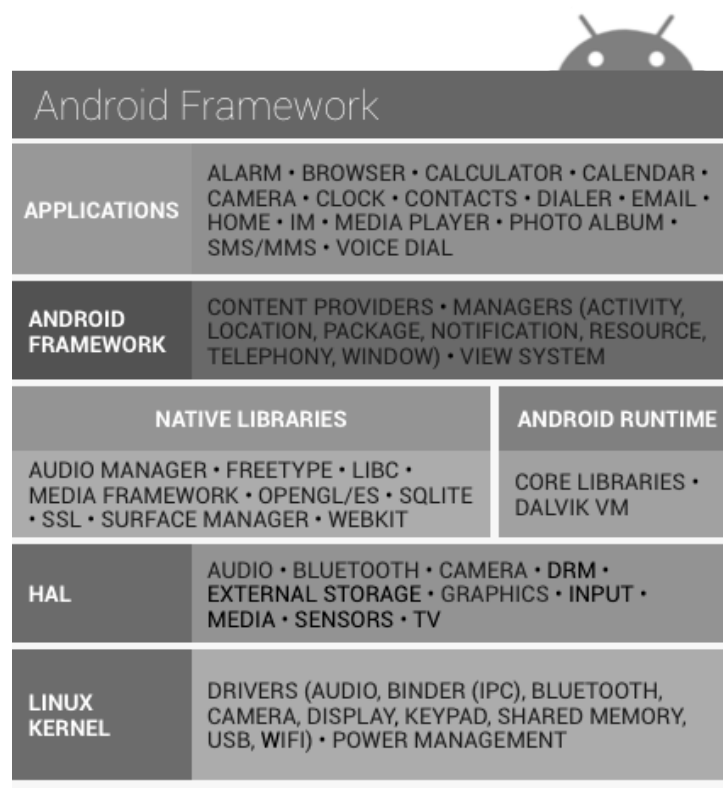 Android Framework
APPLICATIONS
ALARM • BROWSER • CALCULATOR • CALENDAR •
CAMERA • CLOCK • CONTACTS • DIALER • EMAIL •
HOME • IM • MEDIA PLAYER • PHOTO ALBUM •
SMS/MMS • VOICE DIAL
ANDROID
FRAMEWORK
CONTENT PROVIDERS • MANAGERS (ACTIVITY,
LOCATION, PACKAGE, NOTIFICATION, RESOURCE,
TELEPHONY, WINDOW) • VIEW SYSTEM
NATIVE LIBRARIES
AUDIO MANAGER • FREETYPE • LIBC •
MEDIA FRAMEWORK • OPENGL/ES • SQLITE
• SSL • SURFACE MANAGER • WEBKIT
ANDROID RUNTIME
CORE LIBRARIES •
DALVIK VM
HAL
AUDIO • BLUETOOTH • CAMERA • DRM •
EXTERNAL STORAGE • GRAPHICS • INPUT •
MEDIA • SENSORS • TV
LINUX
KERNEL
DRIVERS (AUDIO, BINDER (IPC), BLUETOOTH,
CAMERA, DISPLAY, KEYPAD, SHARED MEMORY,
USB, WIFI) • POWER MANAGEMENT